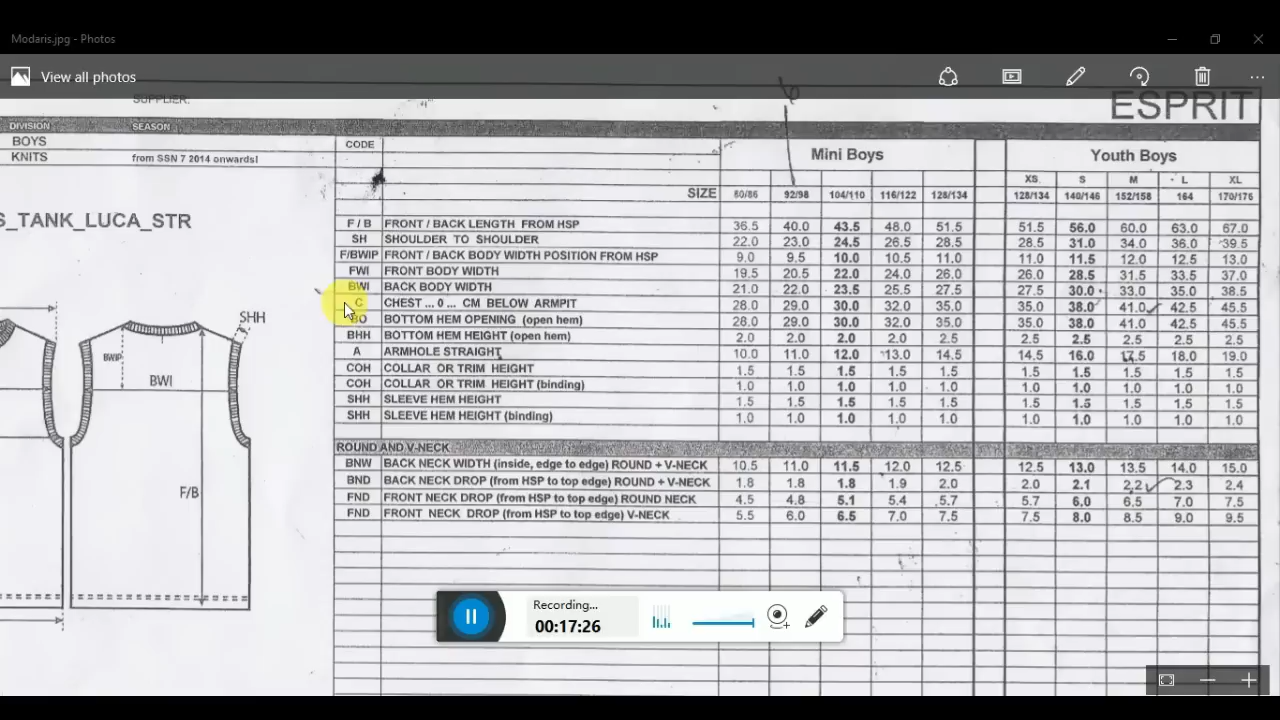 Modaris.jpg - Photos
View all photos
SUPPLIER:
ESPRIT
DIVISION SEASON
BOYS
KNITS from SSN 7 2014 onwards!
S_TANK_LUCA_STR
CODE Mini Boys Youth Boys
XS S M L XL
SIZE 80/86 92/98 104/110 116/122 128/134 128/134 140/146 152/158 164 170/176
F / B FRONT / BACK LENGTH FROM HSP 36.5 40.0 43.5 48.0 51.5 51.5 56.0 60.0 63.0 67.0
SH SHOULDER TO SHOULDER 22.0 23.0 24.5 26.5 28.5 28.5 31.0 34.0 36.0 39.5
F/BWIP FRONT / BACK BODY WIDTH POSITION FROM HSP 9.0 9.5 10.0 10.5 11.0 11.0 11.5 12.0 12.5 13.0
FWI FRONT BODY WIDTH 19.5 20.5 22.0 24.0 26.0 26.0 28.5 31.5 33.5 37.0
BWI BACK BODY WIDTH 21.0 22.0 23.5 25.5 27.5 27.5 30.0 33.0 35.0 38.5
C CHEST ... 0 ... CM BELOW ARMPIT 28.0 29.0 30.0 32.0 35.0 35.0 38.0 41.0 42.5 45.5
BO BOTTOM HEM OPENING (open hem) 28.0 29.0 30.0 32.0 35.0 35.0 38.0 41.0 42.5 45.5
BHH BOTTOM HEM HEIGHT (open hem) 2.0 2.0 2.0 2.0 2.5 2.5 2.5 2.5 2.5 2.5
A ARMHOLE STRAIGHT 10.0 11.0 12.0 13.0 14.5 14.5 16.0 17.5 18.0 19.0
COH COLLAR OR TRIM HEIGHT 1.5 1.5 1.5 1.5 1.5 1.5 1.5 1.5 1.5 1.5
COH COLLAR OR TRIM HEIGHT (binding) 1.0 1.0 1.0 1.0 1.0 1.0 1.0 1.0 1.0 1.0
SHH SLEEVE HEM HEIGHT 1.5 1.5 1.5 1.5 1.5 1.5 1.5 1.5 1.5 1.5
SHH SLEEVE HEM HEIGHT (binding) 1.0 1.0 1.0 1.0 1.0 1.0 1.0 1.0 1.0 1.0
ROUND AND V-NECK
BNW BACK NECK WIDTH (inside, edge to edge) ROUND + V-NECK 10.5 11.0 11.5 12.0 12.5 12.5 13.0 13.5 14.0 15.0
BND BACK NECK DROP (from HSP to top edge) ROUND + V-NECK 1.8 1.8 1.8 1.9 2.0 2.0 2.1 2.2 2.3 2.4
FND FRONT NECK DROP (from HSP to top edge) ROUND NECK 4.5 4.8 5.1 5.4 5.7 5.7 6.0 6.5 7.0 7.5
FND FRONT NECK DROP (from HSP to top edge) V-NECK 5.5 6.0 6.5 7.0 7.5 7.5 8.0 8.5 9.0 9.5
SHH
BWIP
BWI
F/B
Recording...
00:17:26